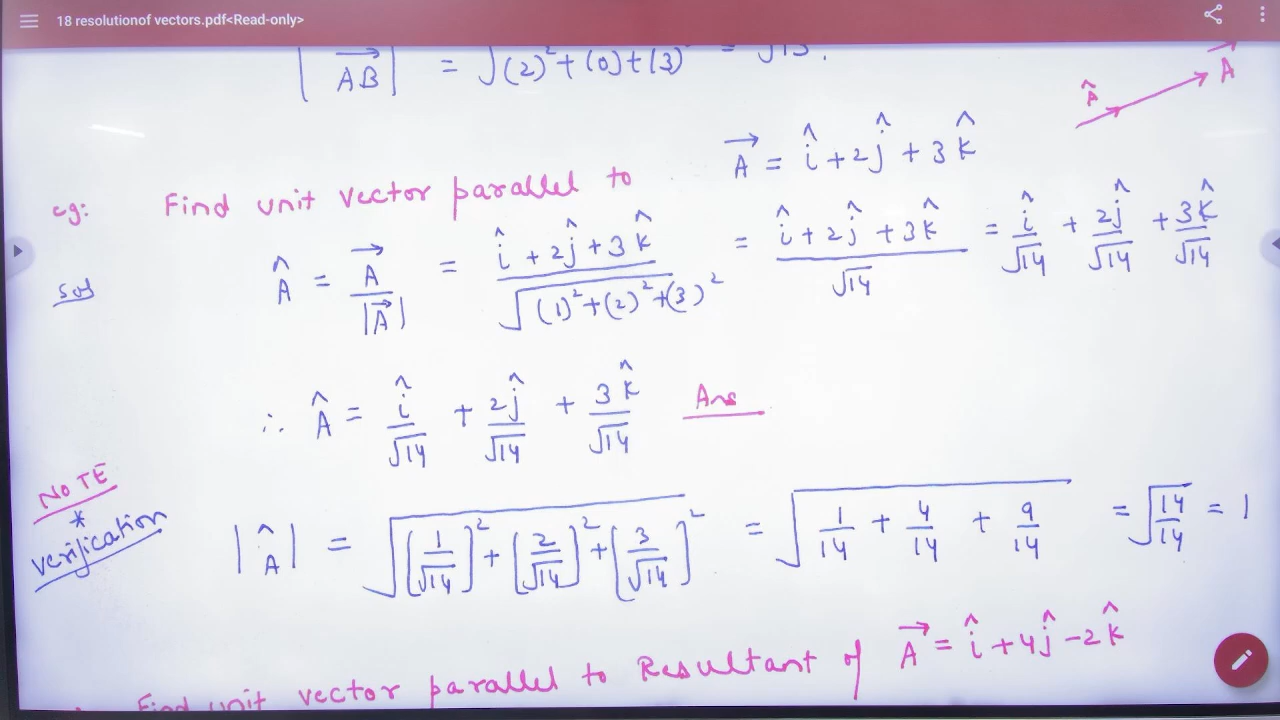 18 resolutionof vectors.pdf<Read-only>
|AB⃗| = √(2)²+(0)+(3)² = √13.
Â A⃗
eg: Find unit vector parallel to A⃗ = î + 2ĵ + 3k̂
Sol Â = A⃗/|A⃗| = (î + 2ĵ + 3k̂)/√((1)²+(2)²+(3)²) = (î + 2ĵ + 3k̂)/√14 = î/√14 + 2ĵ/√14 + 3k̂/√14
∴ Â = î/√14 + 2ĵ/√14 + 3k̂/√14 Ans
NOTE
*
verification
|Â| = √([1/√14]² + [2/√14]² + [3/√14]²) = √(1/14 + 4/14 + 9/14) = √(14/14) = 1
Find unit vector parallel to Resultant of A⃗ = î + 4ĵ - 2k̂